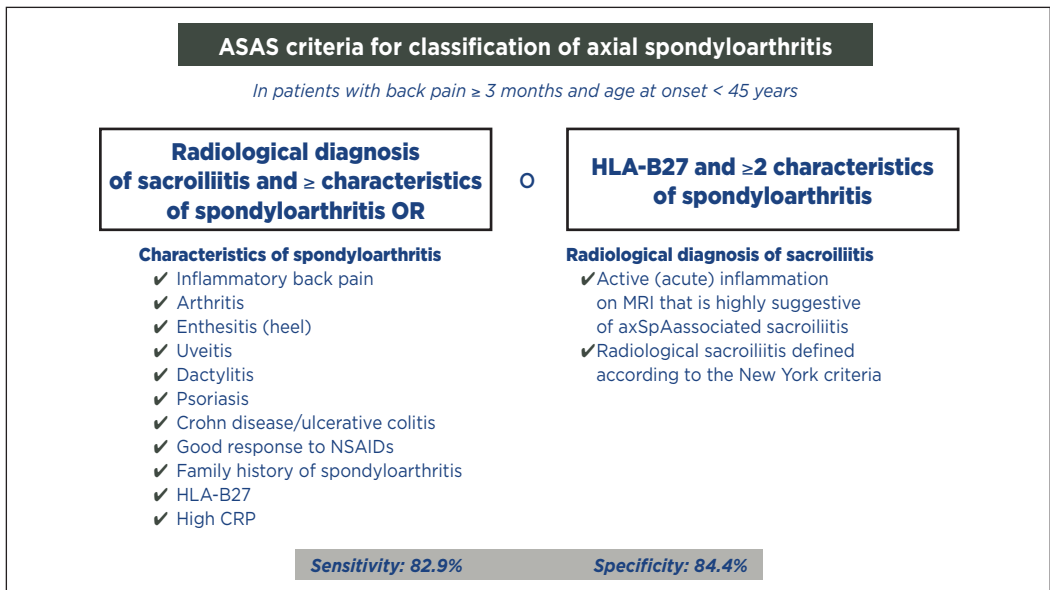 ASAS criteria for classification of axial spondyloarthritis
In patients with back pain ≥ 3 months and age at onset < 45 years
Radiological diagnosis
of sacroiliitis and ≥ characteristics
of spondyloarthritis OR
O
HLA-B27 and ≥2 characteristics
of spondyloarthritis
Characteristics of spondyloarthritis
✔ Inflammatory back pain
✔ Arthritis
✔ Enthesitis (heel)
✔ Uveitis
✔ Dactylitis
✔ Psoriasis
✔ Crohn disease/ulcerative colitis
✔ Good response to NSAIDs
✔ Family history of spondyloarthritis
✔ HLA-B27
✔ High CRP
Radiological diagnosis of sacroiliitis
✔Active (acute) inflammation
on MRI that is highly suggestive
of axSpAassociated sacroiliitis
✔Radiological sacroiliitis defined
according to the New York criteria
Sensitivity: 82.9% Specificity: 84.4%